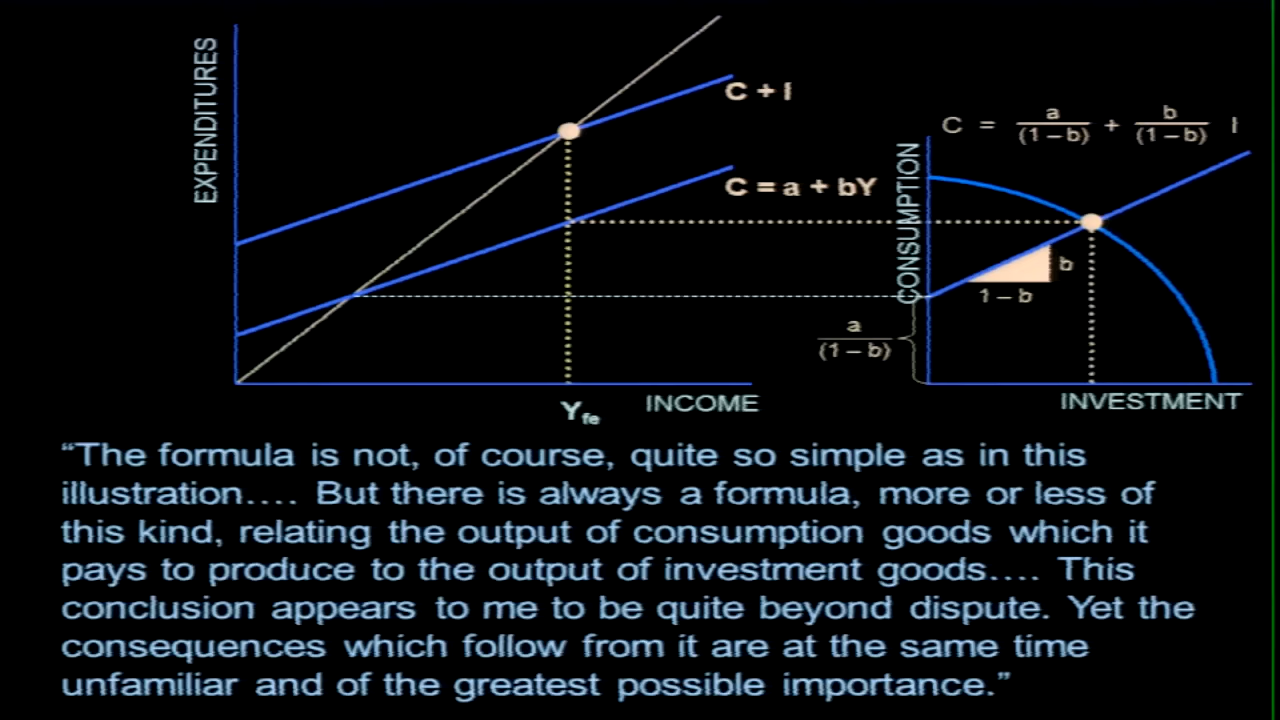 EXPENDITURES
C + I
C = a + bY
Y fe
INCOME
C = a/(1 – b) + b/(1 – b) I
CONSUMPTION
b
1 – b
a/(1 – b)
INVESTMENT
“The formula is not, of course, quite so simple as in this
illustration…. But there is always a formula, more or less of
this kind, relating the output of consumption goods which it
pays to produce to the output of investment goods…. This
conclusion appears to me to be quite beyond dispute. Yet the
consequences which follow from it are at the same time
unfamiliar and of the greatest possible importance.”